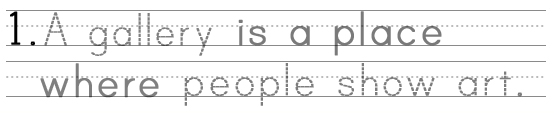 1. A gallery is a place
where people show art.